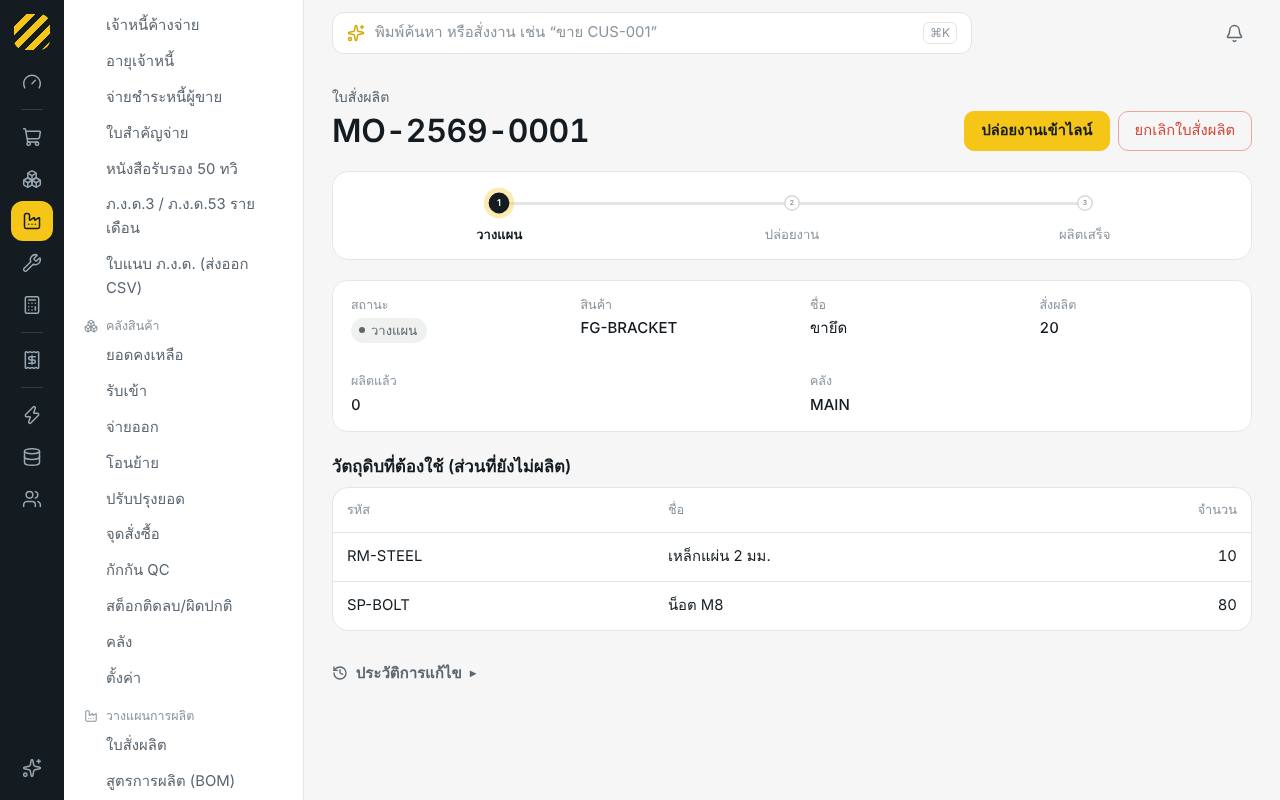 เจ้าหนี้ค้างจ่าย
อายุเจ้าหนี้
จ่ายชำระหนี้ผู้ขาย
ใบสำคัญจ่าย
หนังสือรับรอง 50 ทวิ
ภ.ง.ด.3 / ภ.ง.ด.53 ราย
เดือน
ใบแนบ ภ.ง.ด. (ส่งออก
CSV)
คลังสินค้า
ยอดคงเหลือ
รับเข้า
จ่ายออก
โอนย้าย
ปรับปรุงยอด
จุดสั่งซื้อ
กักกัน QC
สต็อกติดลบ/ผิดปกติ
คลัง
ตั้งค่า
วางแผนการผลิต
ใบสั่งผลิต
สูตรการผลิต (BOM)
พิมพ์ค้นหา หรือสั่งงาน เช่น “ขาย CUS-001”
⌘K
ใบสั่งผลิต
MO-2569-0001
ปล่อยงานเข้าไลน์
ยกเลิกใบสั่งผลิต
1
2
3
วางแผน
ปล่อยงาน
ผลิตเสร็จ
สถานะ
สินค้า
ชื่อ
สั่งผลิต
วางแผน
FG-BRACKET
ขายึด
20
ผลิตแล้ว
คลัง
0
MAIN
วัตถุดิบที่ต้องใช้ (ส่วนที่ยังไม่ผลิต)
รหัส
ชื่อ
จำนวน
RM-STEEL
เหล็กแผ่น 2 มม.
10
SP-BOLT
น็อต M8
80
ประวัติการแก้ไข ▸